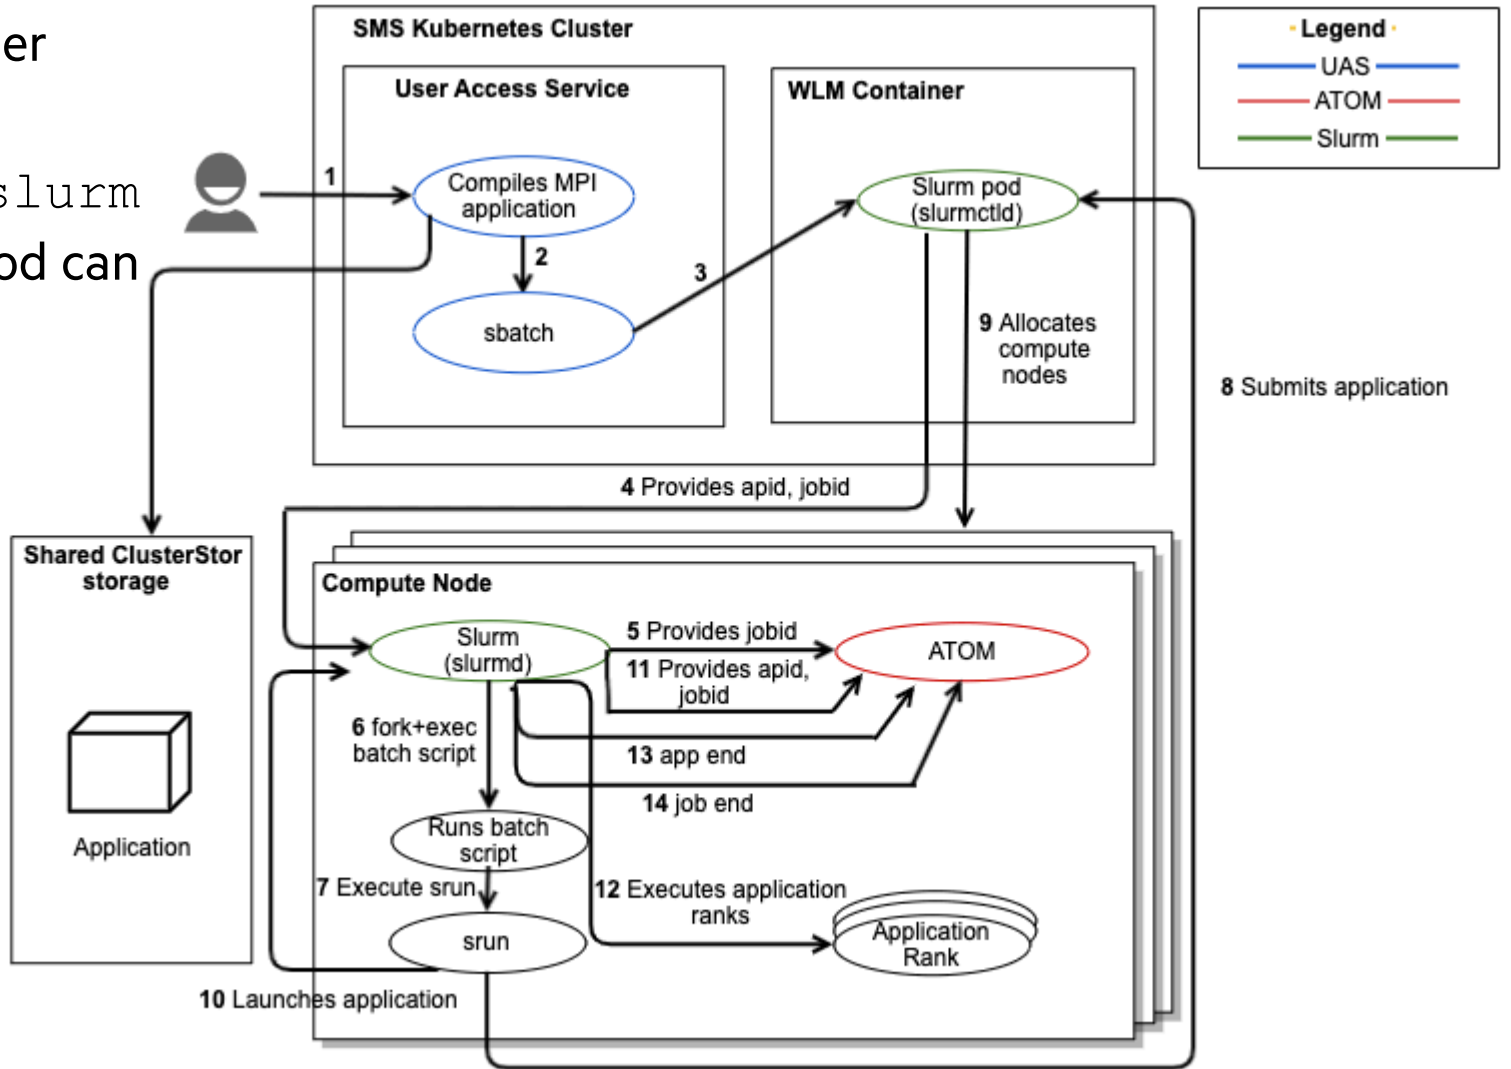 er
slurm
od can
SMS Kubernetes Cluster
User Access Service
WLM Container
· Legend ·
UAS
ATOM
Slurm
1
Compiles MPI
application
2
sbatch
3
Slurm pod
(slurmctld)
9 Allocates
compute
nodes
8 Submits application
4 Provides apid, jobid
Shared ClusterStor
storage
Application
Compute Node
Slurm
(slurmd)
5 Provides jobid
11 Provides apid,
jobid
ATOM
6 fork+exec
batch script
13 app end
14 job end
Runs batch
script
7 Execute srun
12 Executes application
ranks
srun
Application
Rank
10 Launches application